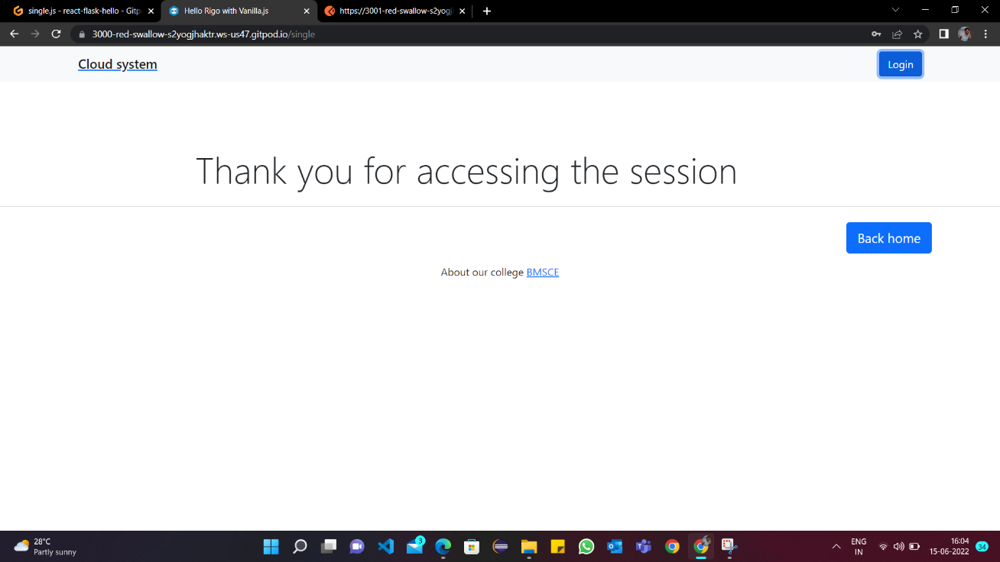 single.js - react-flask-hello - Gitp
Hello Rigo with Vanilla.js
https://3001-red-swallow-s2yogjh
3000-red-swallow-s2yogjhaktr.ws-us47.gitpod.io/single
Cloud system
Login
Thank you for accessing the session
Back home
About our college BMSCE
28°C
Partly sunny
3
ENG
IN
16:04
15-06-2022
34